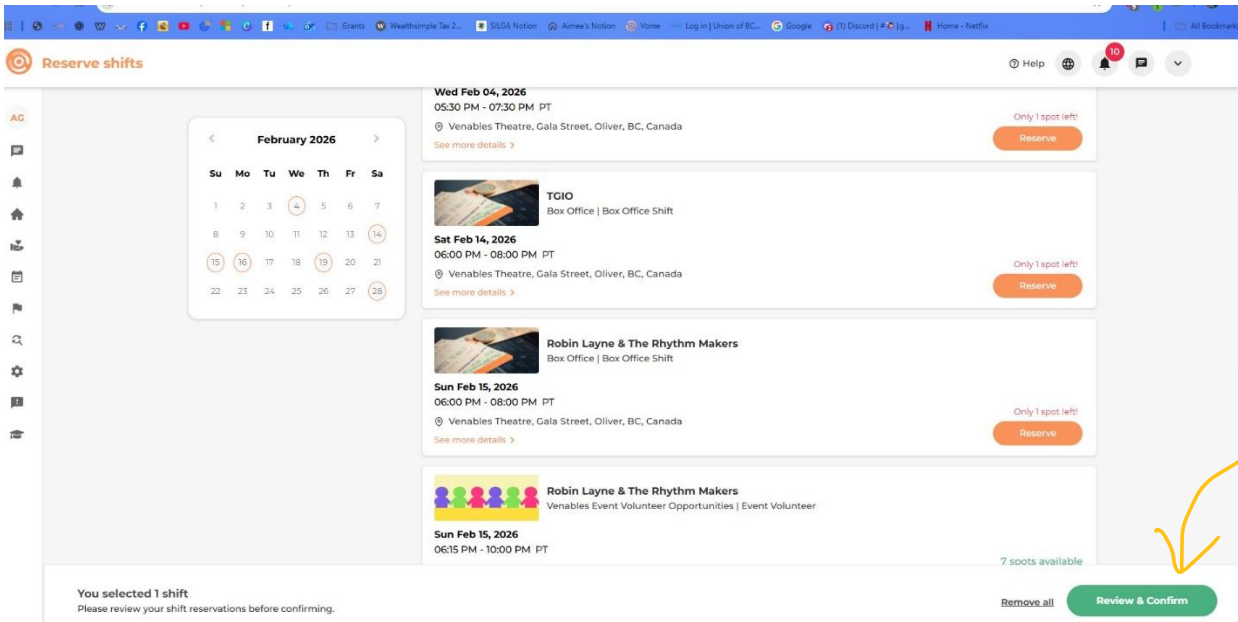 Grants
Wealthsimple Tax 2...
SILGA Notion
Aimee's Notion
Vome
Log in | Union of BC...
Google
(1) Discord | #
Home - Netflix
All Bookmarks
Reserve shifts
Help
10
AG
February 2026
Su Mo Tu We Th Fr Sa
1 2 3 4 5 6 7
8 9 10 11 12 13 14
15 16 17 18 19 20 21
22 23 24 25 26 27 28
Wed Feb 04, 2026
05:30 PM - 07:30 PM PT
Venables Theatre, Gala Street, Oliver, BC, Canada
See more details >
Only 1 spot left!
Reserve
TGIO
Box Office | Box Office Shift
Sat Feb 14, 2026
06:00 PM - 08:00 PM PT
Venables Theatre, Gala Street, Oliver, BC, Canada
See more details >
Only 1 spot left!
Reserve
Robin Layne & The Rhythm Makers
Box Office | Box Office Shift
Sun Feb 15, 2026
06:00 PM - 08:00 PM PT
Venables Theatre, Gala Street, Oliver, BC, Canada
See more details >
Only 1 spot left!
Reserve
Robin Layne & The Rhythm Makers
Venables Event Volunteer Opportunities | Event Volunteer
Sun Feb 15, 2026
06:15 PM - 10:00 PM PT
7 spots available
You selected 1 shift
Please review your shift reservations before confirming.
Remove all
Review & Confirm